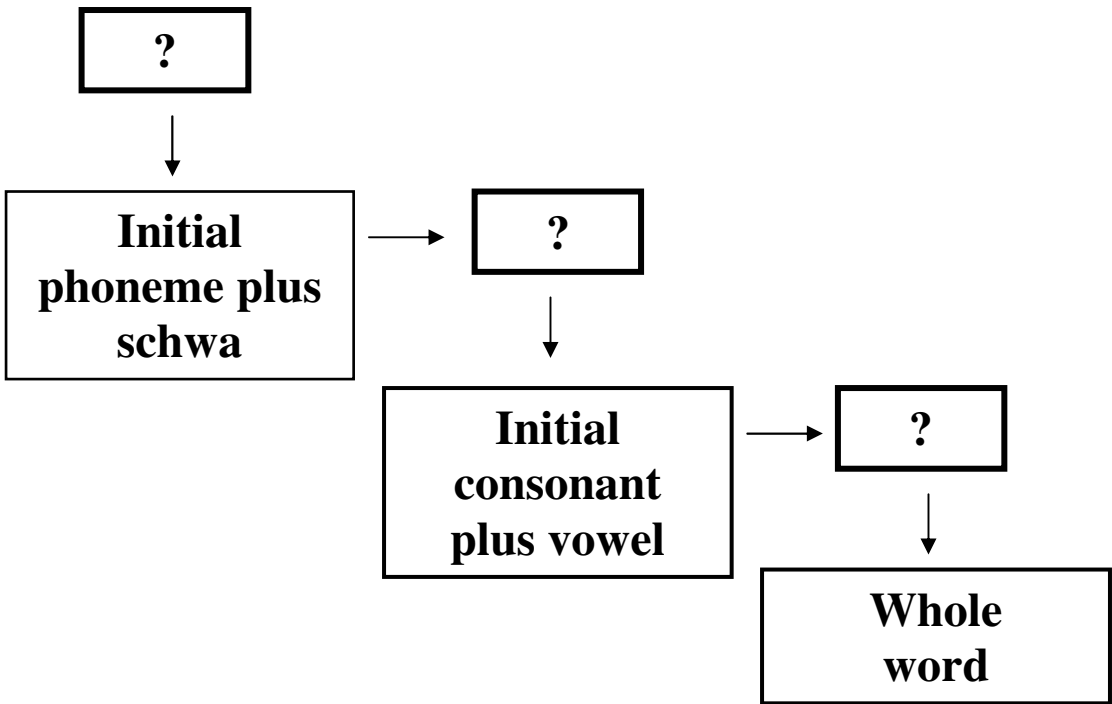 ?
Initial
phoneme plus
schwa
?
Initial
consonant
plus vowel
?
Whole
word